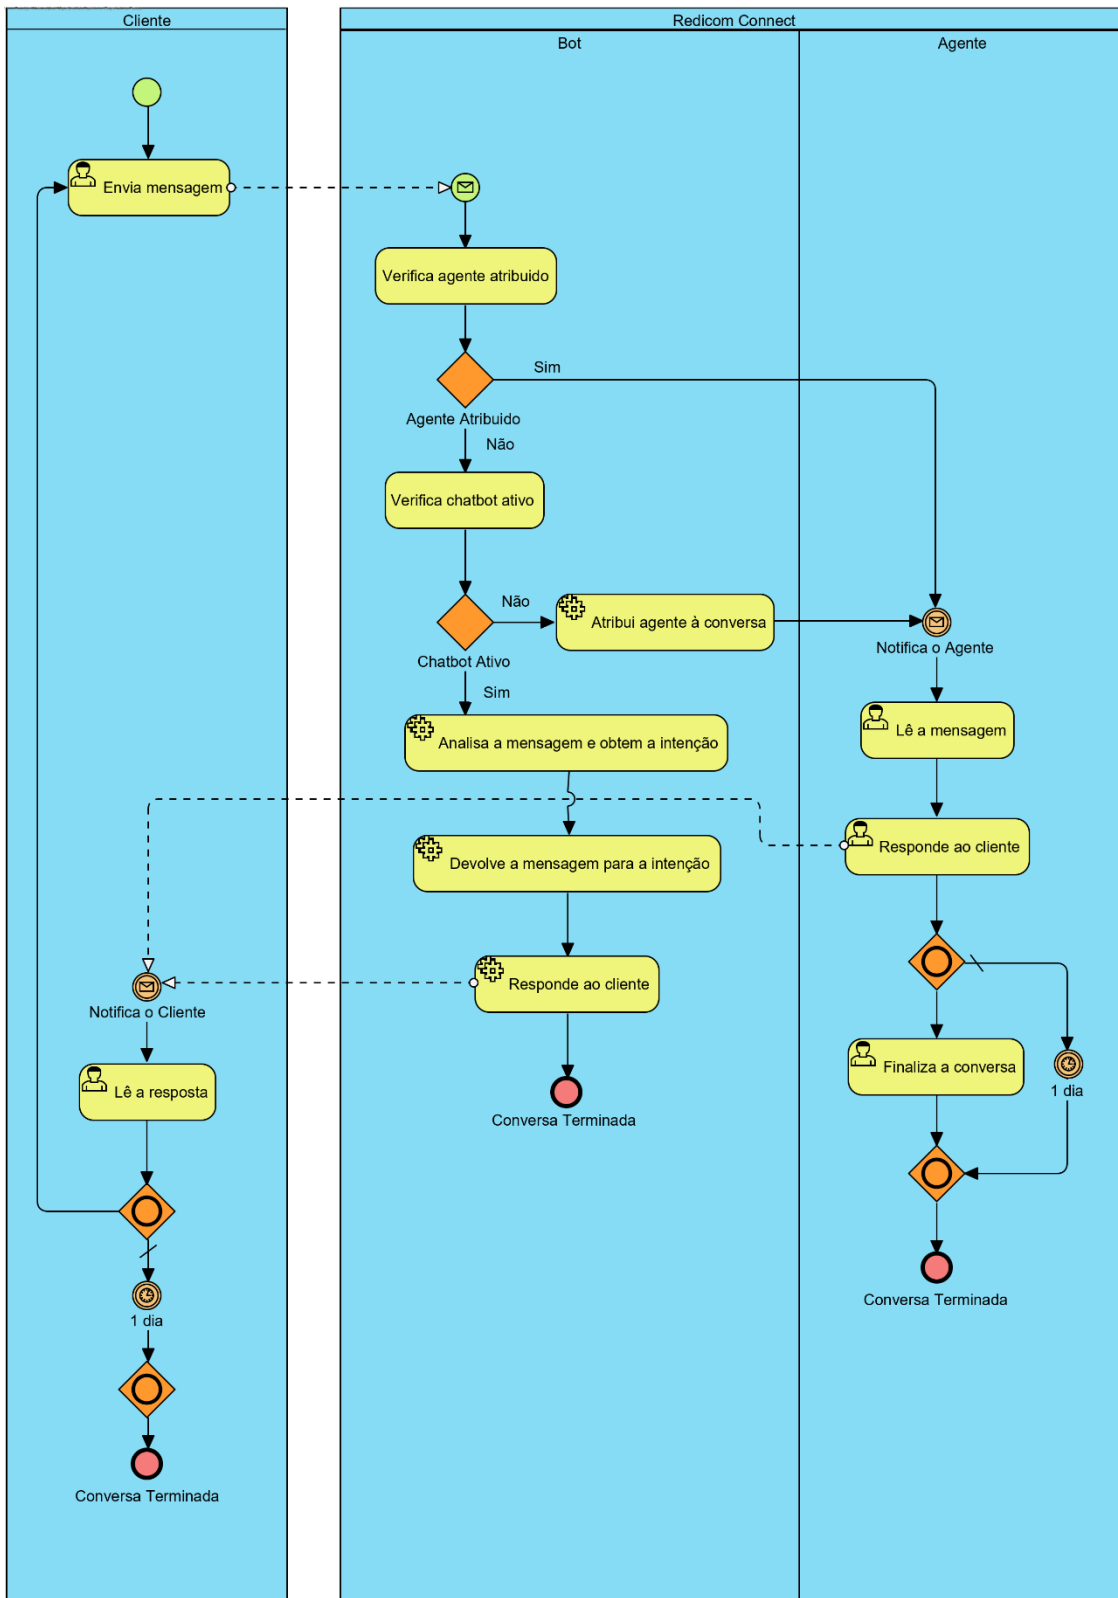 Cliente
Redicom Connect
Bot
Agente
Envia mensagem
Verifica agente atribuido
Sim
Agente Atribuido
Não
Verifica chatbot ativo
Não
Atribui agente à conversa
Chatbot Ativo
Notifica o Agente
Sim
Analisa a mensagem e obtem a intenção
Lê a mensagem
Responde ao cliente
Devolve a mensagem para a intenção
Responde ao cliente
Notifica o Cliente
Finaliza a conversa
Lê a resposta
1 dia
Conversa Terminada
Conversa Terminada
1 dia
Conversa Terminada